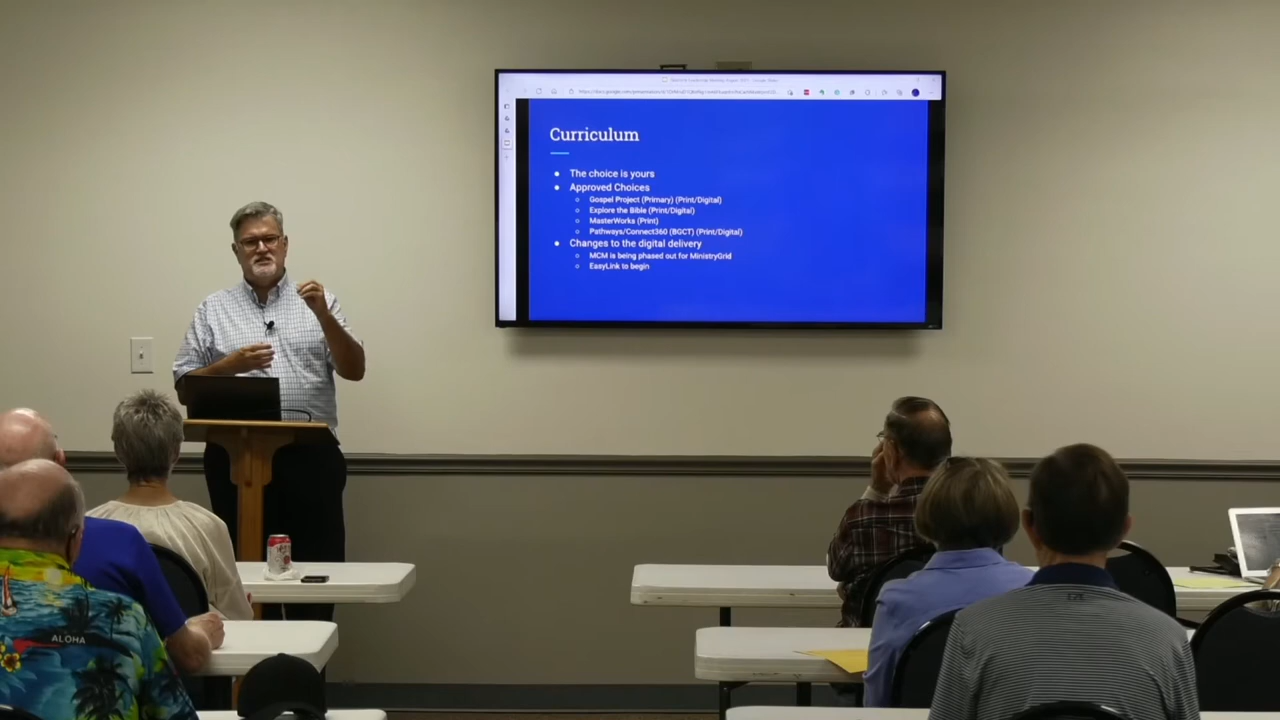 Curriculum
● The choice is yours
● Approved Choices
○ Gospel Project (Primary) (Print/Digital)
○ Explore the Bible (Print/Digital)
○ MasterWorks (Print)
○ Pathways/Connect360 (BGCT) (Print/Digital)
● Changes to the digital delivery
○ MCM is being phased out for MinistryGrid
○ EasyLink to begin
ALOHA